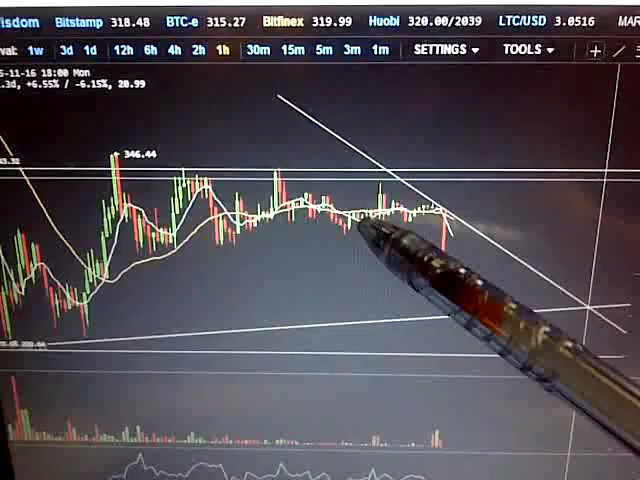 isdom Bitstamp 318.48 BTC-e 315.27 Bitfinex 319.99 Huobi 320.00/2039 LTC/USD 3.0516 MAR
val: 1w 3d 1d 12h 6h 4h 2h 1h 30m 15m 5m 3m 1m SETTINGS TOOLS
5-11-16 18:00 Mon
.3d, +6.55% / -6.15%, 20.99
346.44